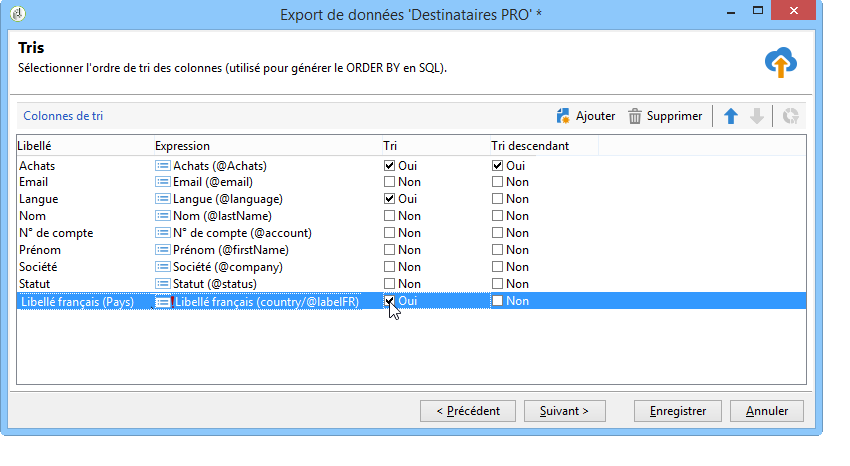 Export de données 'Destinataires PRO' *
Tris
Sélectionner l'ordre de tri des colonnes (utilisé pour générer le ORDER BY en SQL).
Colonnes de tri Ajouter Supprimer
Libellé Expression Tri Tri descendant
Achats Achats (@Achats) Oui Oui
Email Email (@email) Non Non
Langue Langue (@language) Oui Non
Nom Nom (@lastName) Non Non
N° de compte N° de compte (@account) Non Non
Prénom Prénom (@firstName) Non Non
Société Société (@company) Non Non
Statut Statut (@status) Non Non
Libellé français (Pays) Libellé français (country/@labelFR) Oui Non
< Précédent Suivant > Enregistrer Annuler